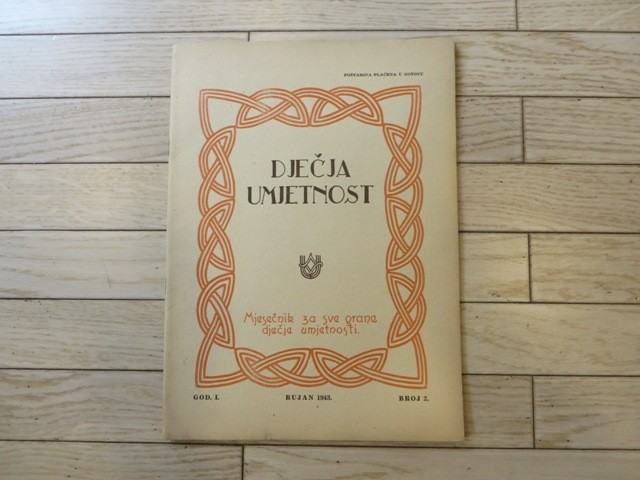 POŠTARINA PLAĆENA U GOTOVU
DJEČJA
UMJETNOST
Mjesečnik za sve grane
dječje umjetnosti.
GOD. I.
RUJAN 1943.
BROJ 2.